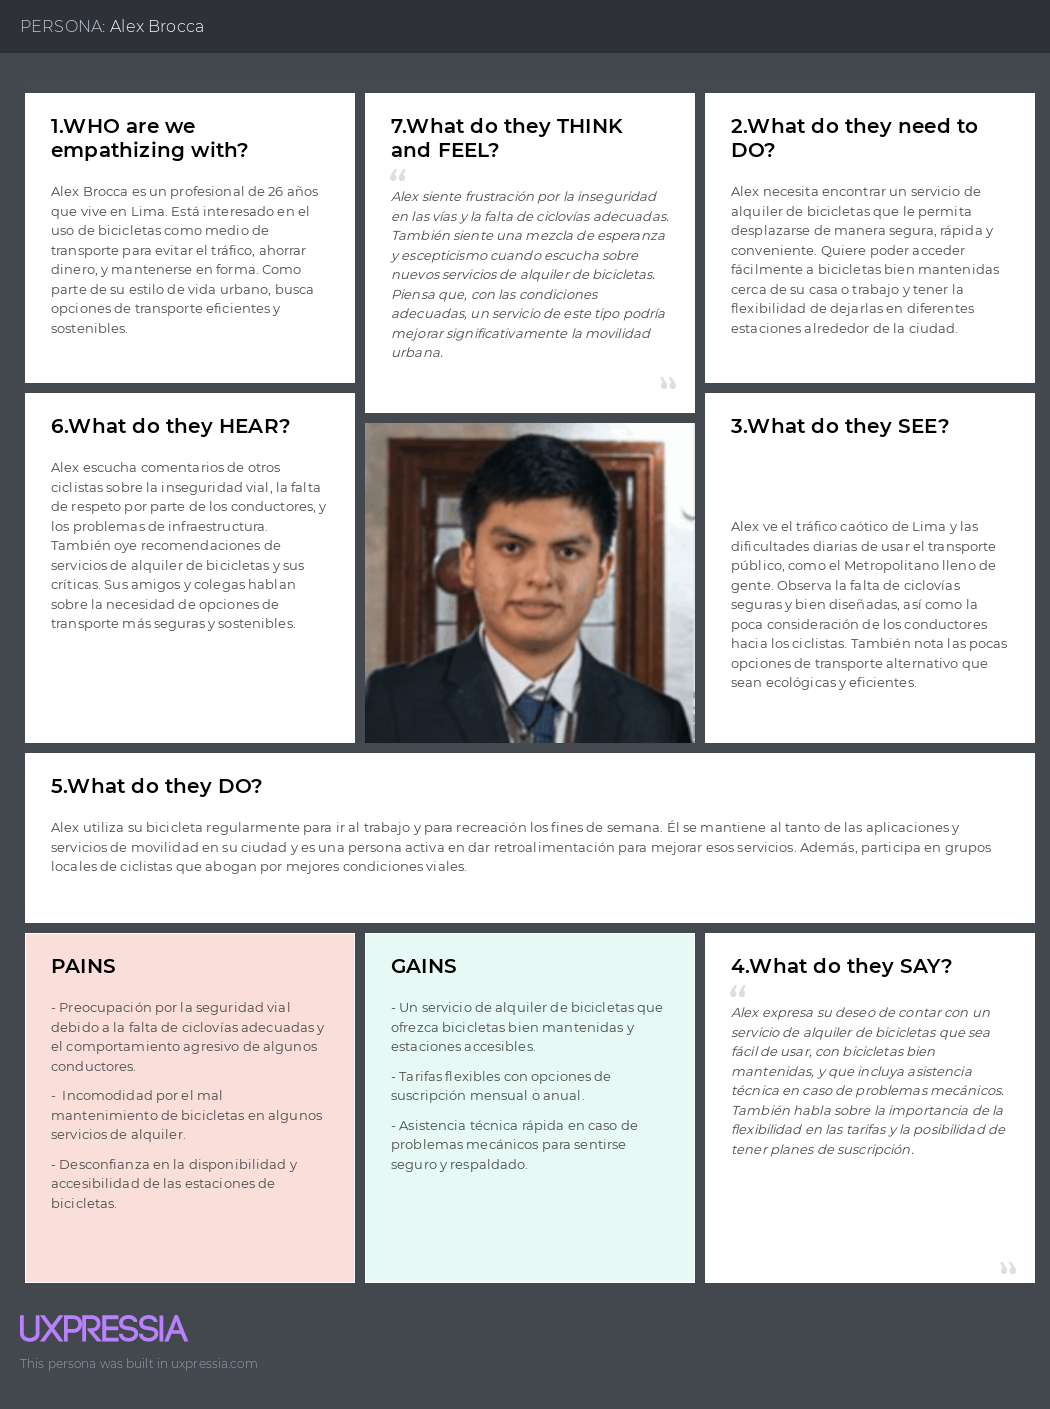 PERSONA: Alex Brocca
1.WHO are we
empathizing with?
Alex Brocca es un profesional de 26 años
que vive en Lima. Está interesado en el
uso de bicicletas como medio de
transporte para evitar el tráfico, ahorrar
dinero, y mantenerse en forma. Como
parte de su estilo de vida urbano, busca
opciones de transporte eficientes y
sostenibles.
7.What do they THINK
and FEEL?
“
Alex siente frustración por la inseguridad
en las vías y la falta de ciclovías adecuadas.
También siente una mezcla de esperanza
y escepticismo cuando escucha sobre
nuevos servicios de alquiler de bicicletas.
Piensa que, con las condiciones
adecuadas, un servicio de este tipo podría
mejorar significativamente la movilidad
urbana.
”
2.What do they need to
DO?
Alex necesita encontrar un servicio de
alquiler de bicicletas que le permita
desplazarse de manera segura, rápida y
conveniente. Quiere poder acceder
fácilmente a bicicletas bien mantenidas
cerca de su casa o trabajo y tener la
flexibilidad de dejarlas en diferentes
estaciones alrededor de la ciudad.
6.What do they HEAR?
Alex escucha comentarios de otros
ciclistas sobre la inseguridad vial, la falta
de respeto por parte de los conductores, y
los problemas de infraestructura.
También oye recomendaciones de
servicios de alquiler de bicicletas y sus
críticas. Sus amigos y colegas hablan
sobre la necesidad de opciones de
transporte más seguras y sostenibles.
3.What do they SEE?
Alex ve el tráfico caótico de Lima y las
dificultades diarias de usar el transporte
público, como el Metropolitano lleno de
gente. Observa la falta de ciclovías
seguras y bien diseñadas, así como la
poca consideración de los conductores
hacia los ciclistas. También nota las pocas
opciones de transporte alternativo que
sean ecológicas y eficientes.
5.What do they DO?
Alex utiliza su bicicleta regularmente para ir al trabajo y para recreación los fines de semana. Él se mantiene al tanto de las aplicaciones y
servicios de movilidad en su ciudad y es una persona activa en dar retroalimentación para mejorar esos servicios. Además, participa en grupos
locales de ciclistas que abogan por mejores condiciones viales.
PAINS
- Preocupación por la seguridad vial
debido a la falta de ciclovías adecuadas y
el comportamiento agresivo de algunos
conductores.
- Incomodidad por el mal
mantenimiento de bicicletas en algunos
servicios de alquiler.
- Desconfianza en la disponibilidad y
accesibilidad de las estaciones de
bicicletas.
GAINS
- Un servicio de alquiler de bicicletas que
ofrezca bicicletas bien mantenidas y
estaciones accesibles.
- Tarifas flexibles con opciones de
suscripción mensual o anual.
- Asistencia técnica rápida en caso de
problemas mecánicos para sentirse
seguro y respaldado.
4.What do they SAY?
“
Alex expresa su deseo de contar con un
servicio de alquiler de bicicletas que sea
fácil de usar, con bicicletas bien
mantenidas, y que incluya asistencia
técnica en caso de problemas mecánicos.
También habla sobre la importancia de la
flexibilidad en las tarifas y la posibilidad de
tener planes de suscripción.
”
UXPRESSIA
This persona was built in uxpressia.com